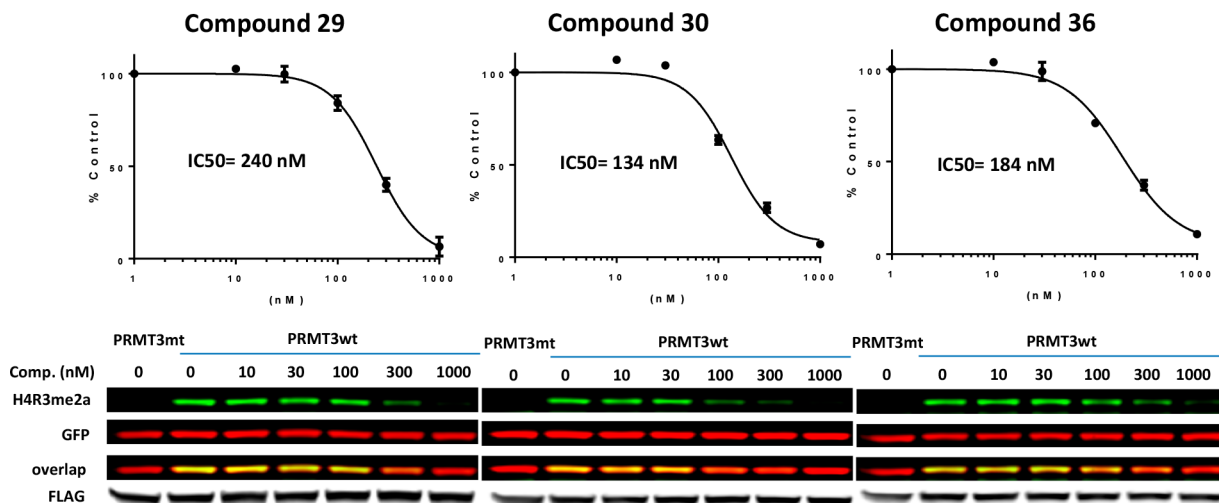 Compound 29 Compound 30 Compound 36
100 100 100
% Control % Control % Control
IC50= 240 nM IC50= 134 nM IC50= 184 nM
50 50 50
0 0 0
1 10 100 1000 1 10 100 1000 1 10 100 1000
(nM) (nM) (nM)
PRMT3mt PRMT3wt PRMT3mt PRMT3wt PRMT3mt PRMT3wt
Comp. (nM) 0 0 10 30 100 300 1000 0 0 10 30 100 300 1000 0 0 10 30 100 300 1000
H4R3me2a
GFP
overlap
FLAG